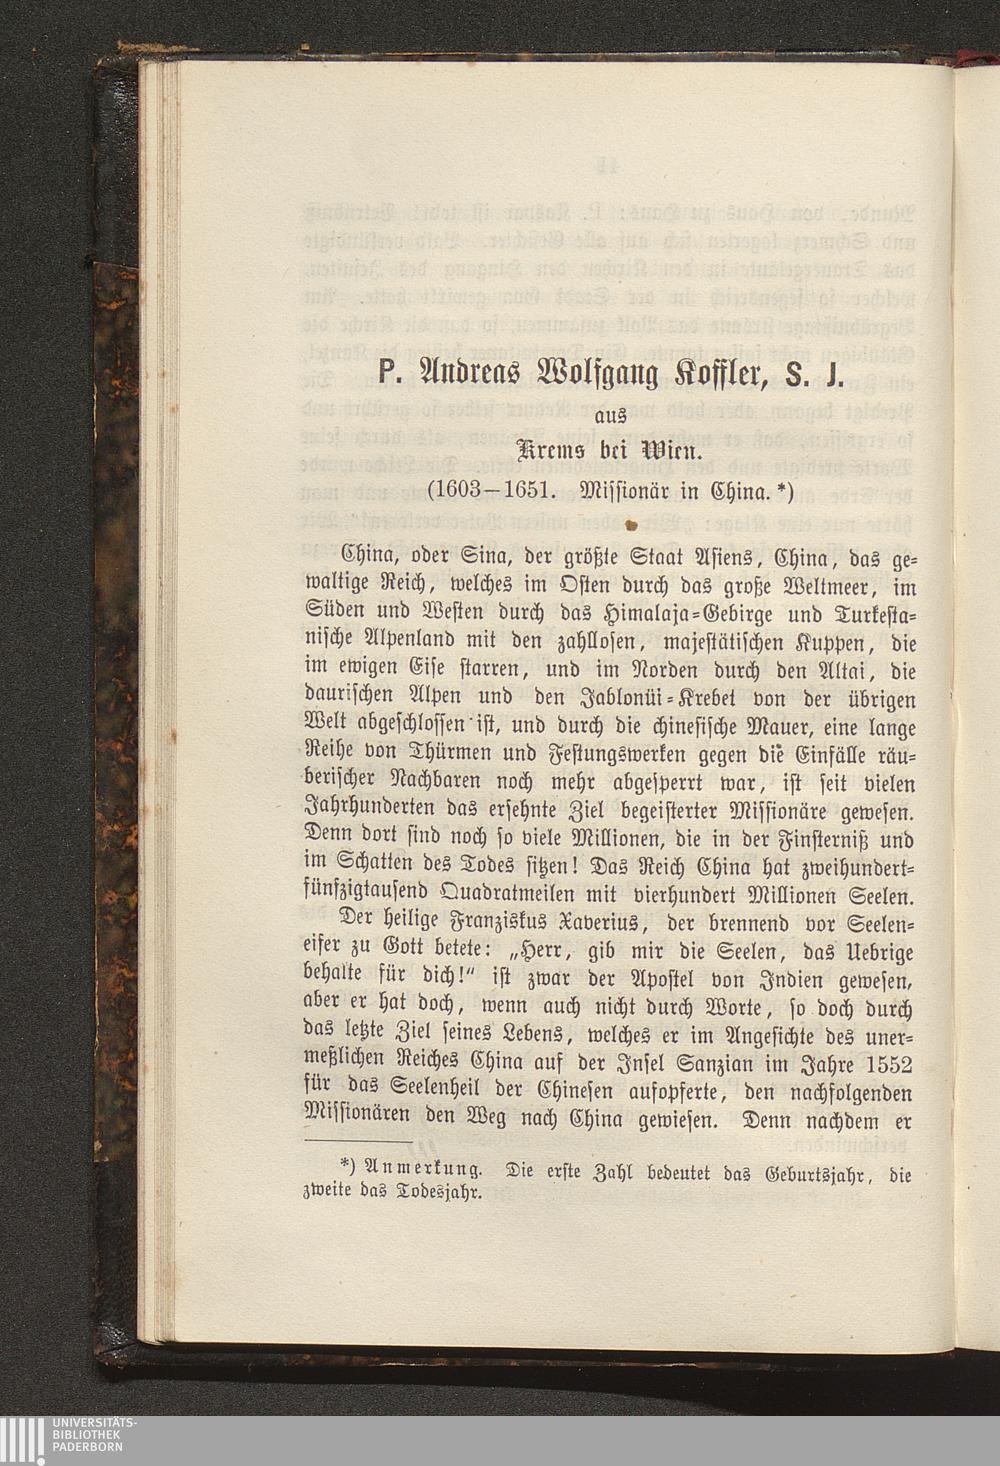 P. Andreas Wolfgang Koffler, S. J.
aus
Krems bei Wien.
(1603–1651. Missionär in China.*)
China, oder Sina, der größte Staat Asiens, China, das ge=
waltige Reich, welches im Osten durch das große Weltmeer, im
Süden und Westen durch das Himalaja=Gebirge und Turkesta=
nische Alpenland mit den zahllosen, majestätischen Kuppen, die
im ewigen Eise starren, und im Norden durch den Altai, die
daurischen Alpen und den Jablonüi=Krebet von der übrigen
Welt abgeschlossen ist, und durch die chinesische Mauer, eine lange
Reihe von Thürmen und Festungswerken gegen die Einfälle räu=
berischer Nachbaren noch mehr abgesperrt war, ist seit vielen
Jahrhunderten das ersehnte Ziel begeisterter Missionäre gewesen.
Denn dort sind noch so viele Millionen, die in der Finsterniß und
im Schatten des Todes sitzen! Das Reich China hat zweihundert=
fünfzigtausend Quadratmeilen mit vierhundert Millionen Seelen.
Der heilige Franziskus Xaverius, der brennend vor Seelen=
eifer zu Gott betete: „Herr, gib mir die Seelen, das Uebrige
behalte für dich!“ ist zwar der Apostel von Indien gewesen,
aber er hat doch, wenn auch nicht durch Worte, so doch durch
das letzte Ziel seines Lebens, welches er im Angesichte des uner=
meßlichen Reiches China auf der Insel Sanzian im Jahre 1552
für das Seelenheil der Chinesen aufopferte, den nachfolgenden
Missionären den Weg nach China gewiesen. Denn nachdem er
*) Anmerkung. Die erste Zahl bedeutet das Geburtsjahr, die
zweite das Todesjahr.
UNIVERSITÄTS-
BIBLIOTHEK
PADERBORN